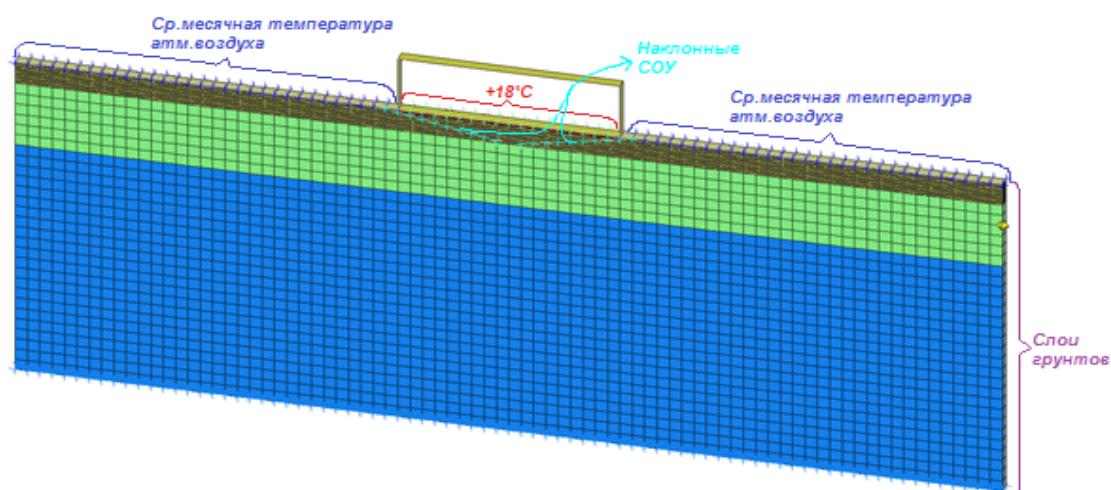 Ср.месячная температура
атм.воздуха
Наклонные
СОУ
+18°C
Ср.месячная температура
атм.воздуха
Слои
грунтов